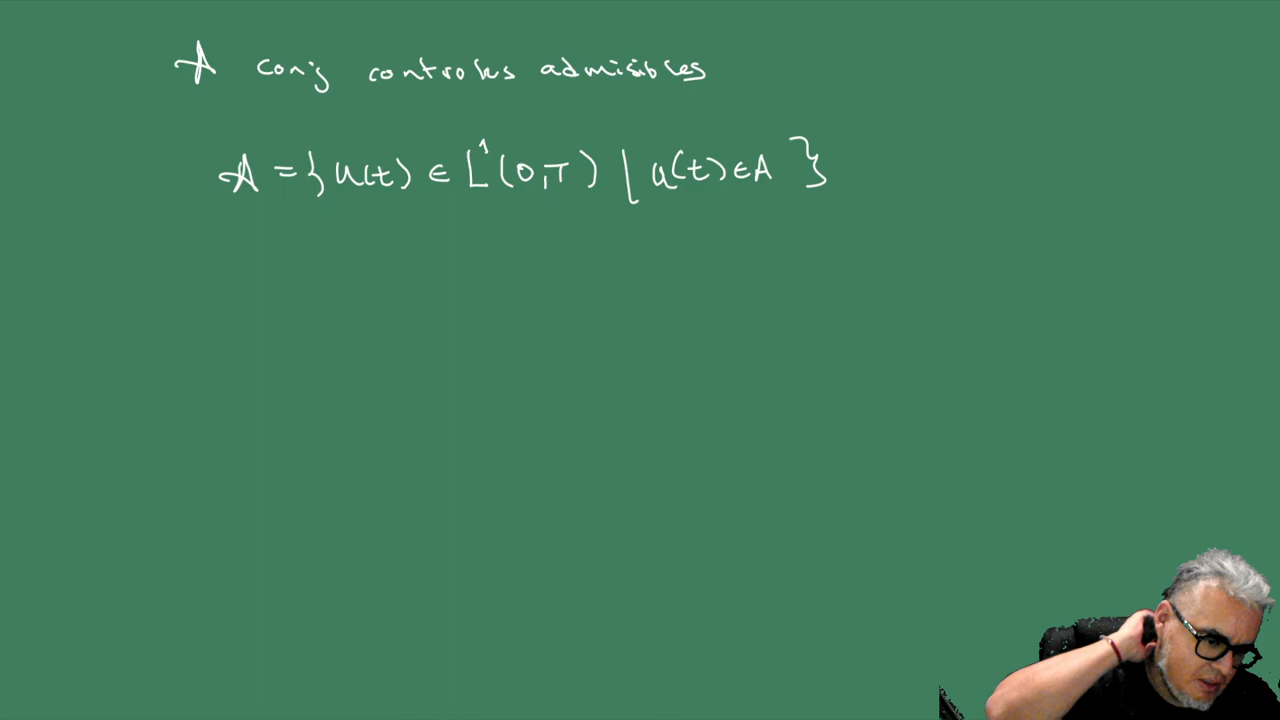 𝒜 conj controles admisibles
𝒜 = { u(t) ∈ L¹(0,T) | u(t) ∈ A }